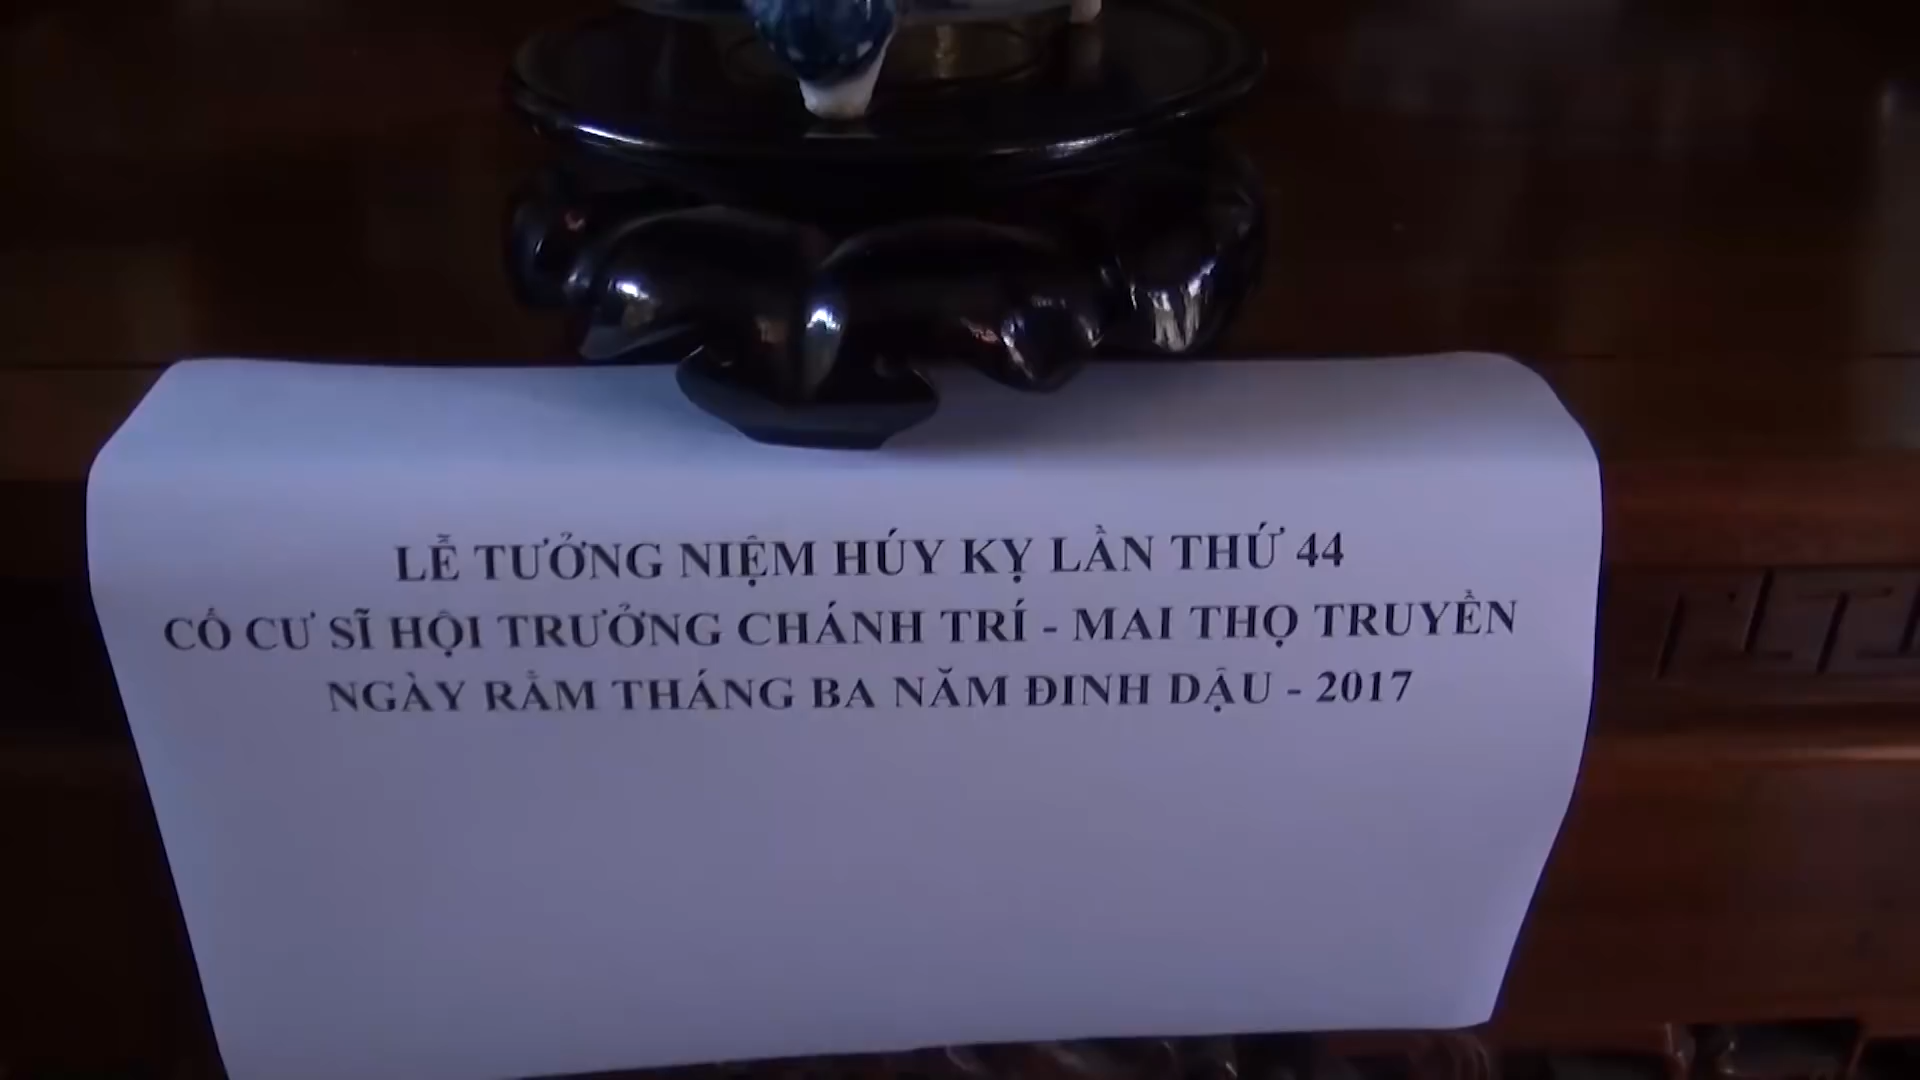 LỄ TƯỞNG NIỆM HÚY KỴ LẦN THỨ 44
CỐ CƯ SĨ HỘI TRƯỞNG CHÁNH TRÍ - MAI THỌ TRUYỀN
NGÀY RẰM THÁNG BA NĂM ĐINH DẬU - 2017